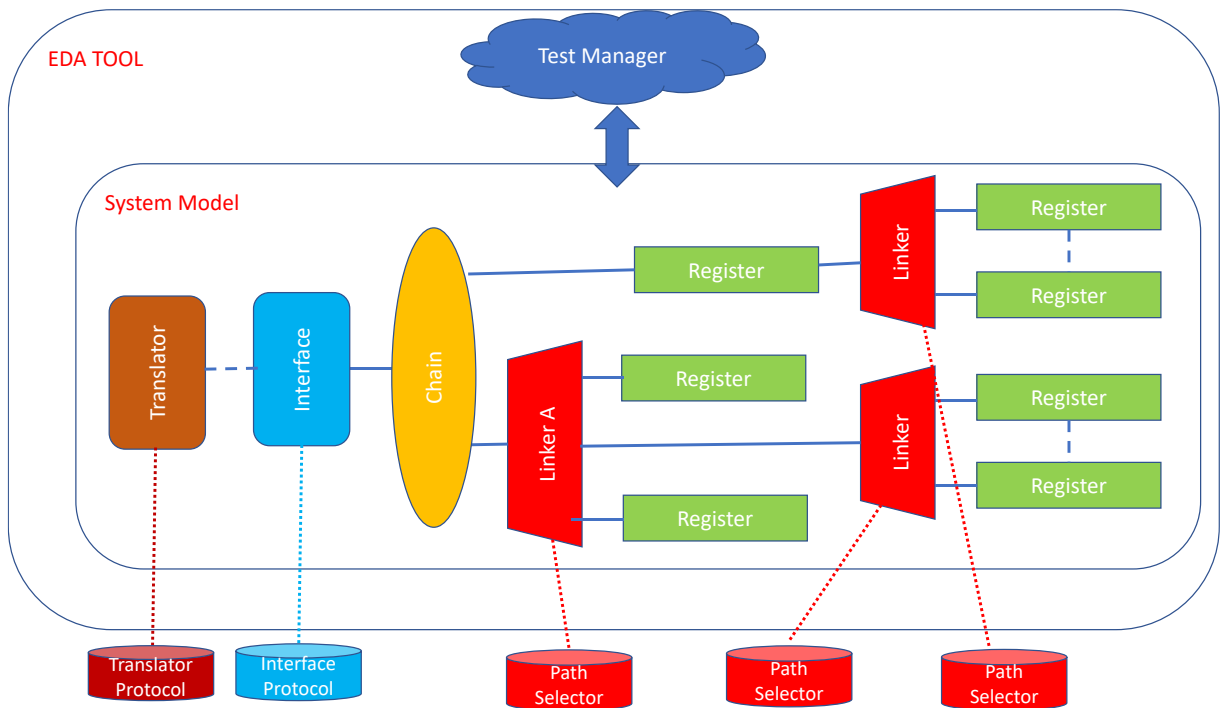 EDA TOOL
Test Manager
System Model
Translator
Interface
Chain
Register
Linker
Register
Register
Linker A
Register
Register
Linker
Register
Register
Translator
Protocol
Interface
Protocol
Path
Selector
Path
Selector
Path
Selector